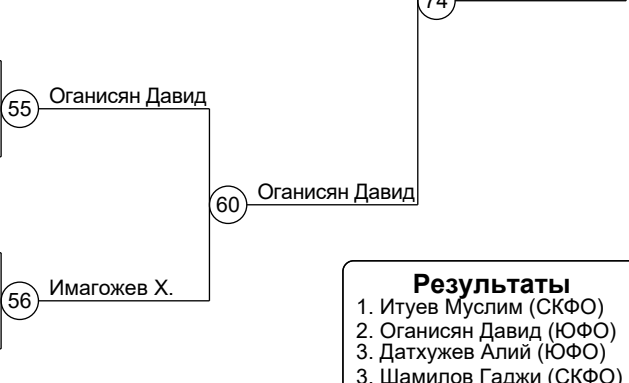 74
Оганисян Давид
55
Оганисян Давид
60
Имагожев Х.
56
Результаты
1. Итуев Муслим (СКФО)
2. Оганисян Давид (ЮФО)
3. Датхужев Алий (ЮФО)
3. Шамилов Гаджи (СКФО)